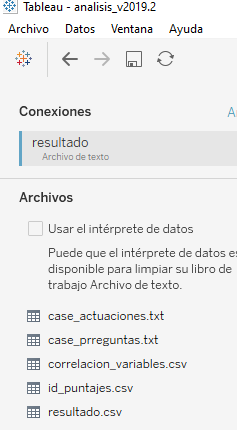 Tableau - analisis_v2019.2
Archivo Datos Ventana Ayuda
Conexiones
resultado
Archivo de texto
Archivos
Usar el intérprete de datos
Puede que el intérprete de datos es
disponible para limpiar su libro de
trabajo Archivo de texto.
case_actuaciones.txt
case_prreguntas.txt
correlacion_variables.csv
id_puntajes.csv
resultado.csv